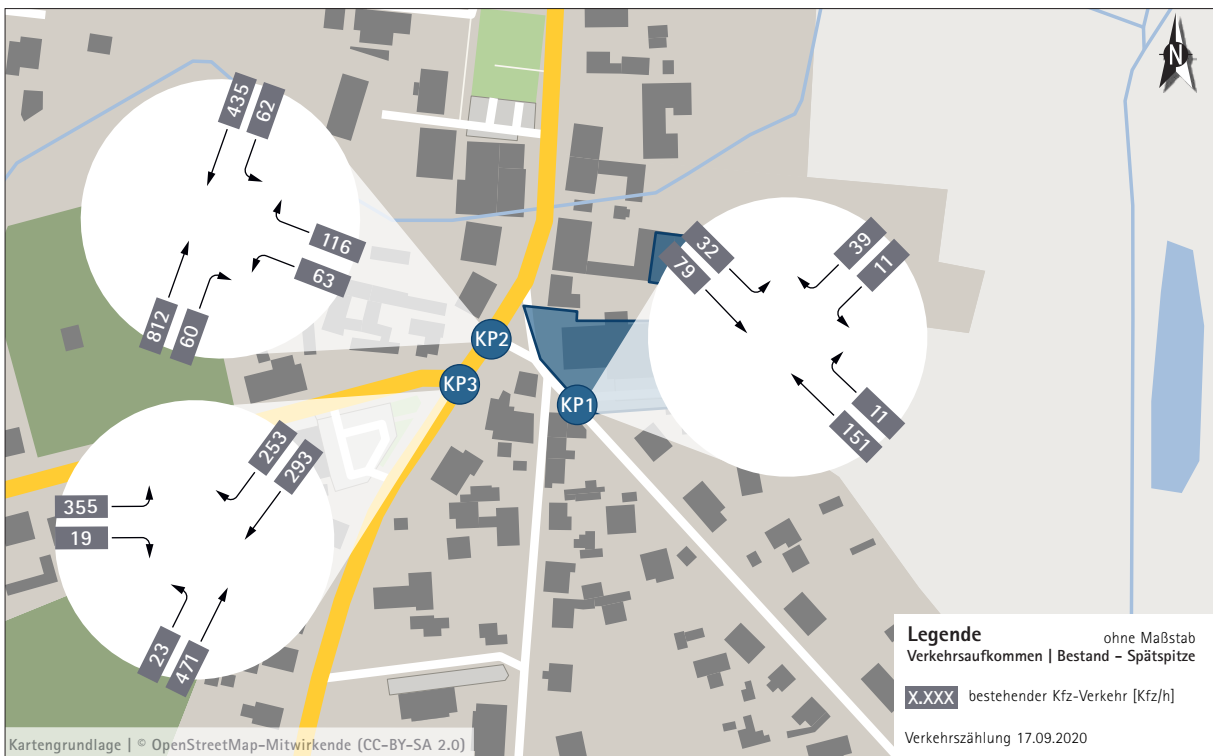 N
435
62
116
63
812
60
32
79
39
11
11
151
KP2
KP3
KP1
253
293
355
19
23
471
Legende
ohne Maßstab
Verkehrsaufkommen | Bestand – Spätspitze
X.XXX bestehender Kfz-Verkehr [Kfz/h]
Verkehrszählung 17.09.2020
Kartengrundlage | © OpenStreetMap-Mitwirkende (CC-BY-SA 2.0)